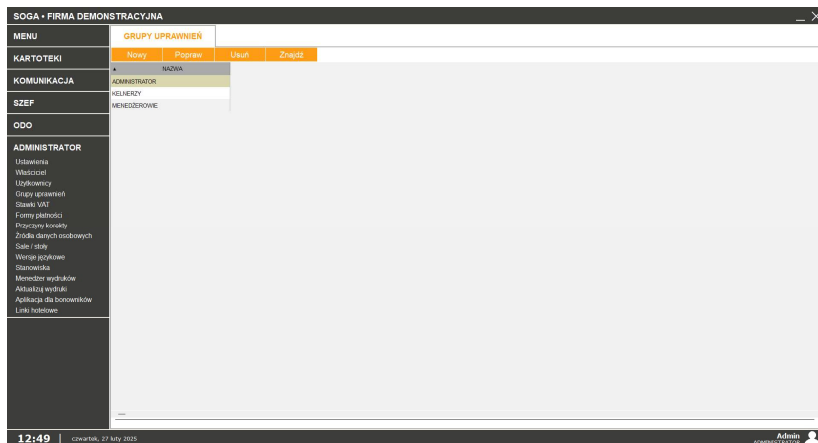 SOGA • FIRMA DEMONSTRACYJNA
MENU
KARTOTEKI
KOMUNIKACJA
SZEF
ODO
ADMINISTRATOR
Ustawienia
Właściciel
Użytkownicy
Grupy uprawnień
Stawki VAT
Formy płatności
Przyczyny korekty
Źródła danych osobowych
Sale / stoły
Wersje językowe
Stanowiska
Menedżer wydruków
Aktualizuj wydruki
Aplikacja dla bonowników
Linki hotelowe
GRUPY UPRAWNIEŃ
Nowy Popraw Usuń Znajdź
NAZWA
ADMINISTRATOR
KELNERZY
MENEDŻEROWIE
12:49 | czwartek, 27 luty 2025
Admin
ADMINISTRATOR